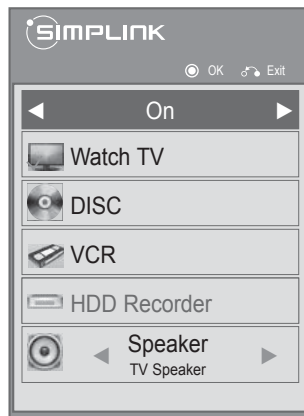 SIMPLINK
OK Exit
On
Watch TV
DISC
VCR
HDD Recorder
Speaker
TV Speaker